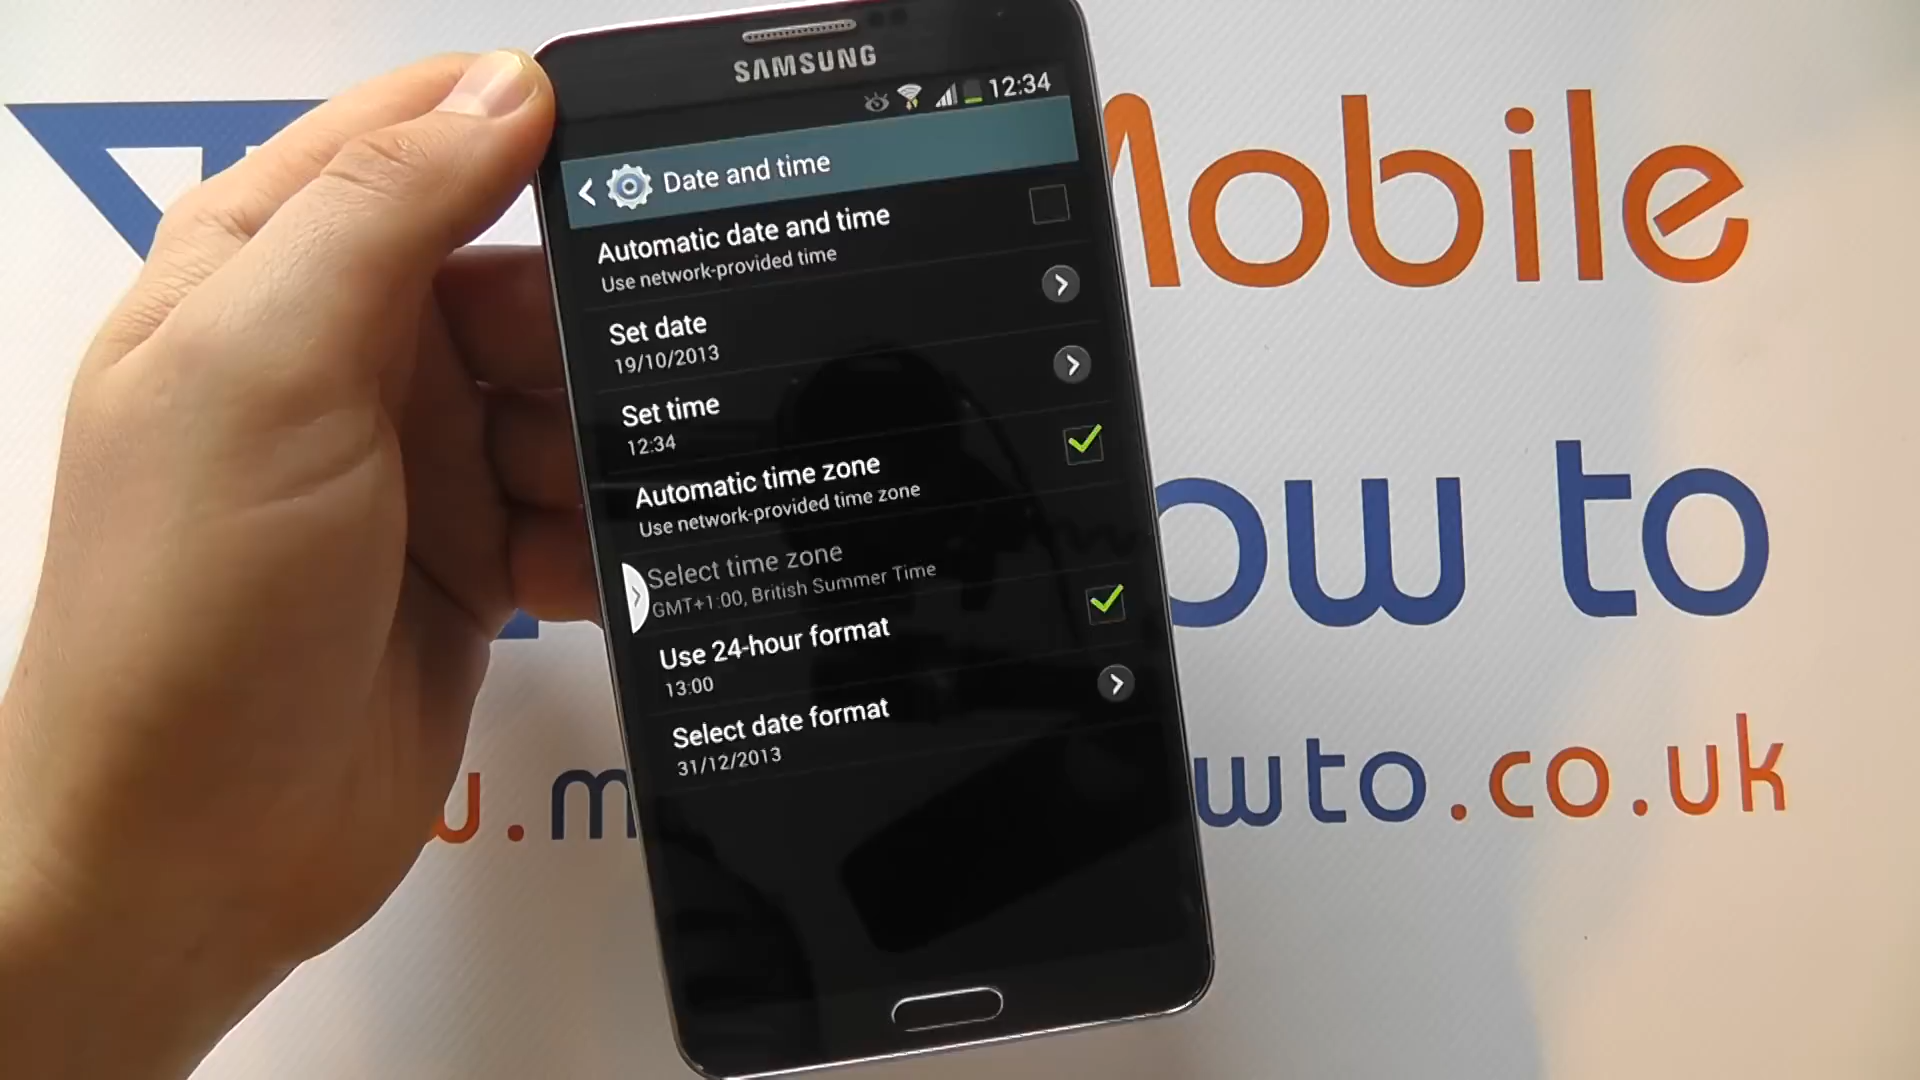 SAMSUNG
12:34
Date and time
Automatic date and time
Use network-provided time
Set date
19/10/2013
Set time
12:34
Automatic time zone
Use network-provided time zone
Select time zone
GMT+1:00, British Summer Time
Use 24-hour format
13:00
Select date format
31/12/2013
Mobile
ow to
wto.co.uk